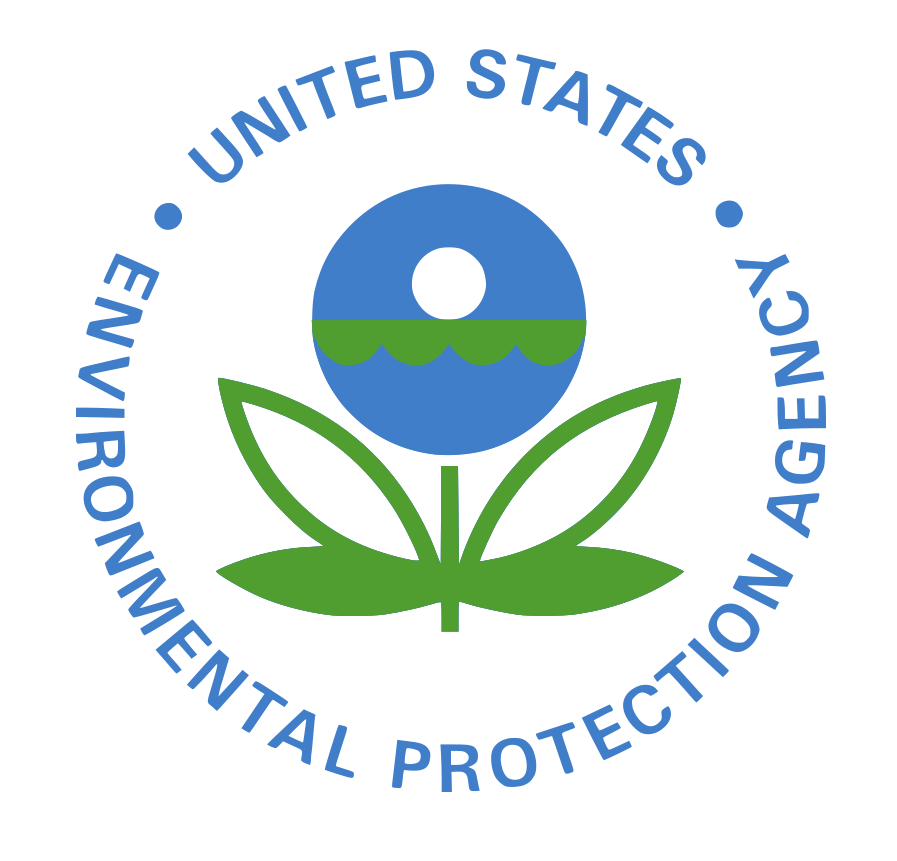 UNITED STATES
ENVIRONMENTAL PROTECTION AGENCY